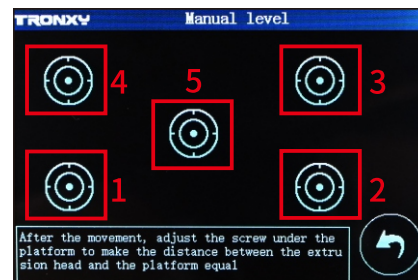 TRONXY Manual level
4 5 3
1 2
After the movement, adjust the screw under the
platform to make the distance between the extru
sion head and the platform equal